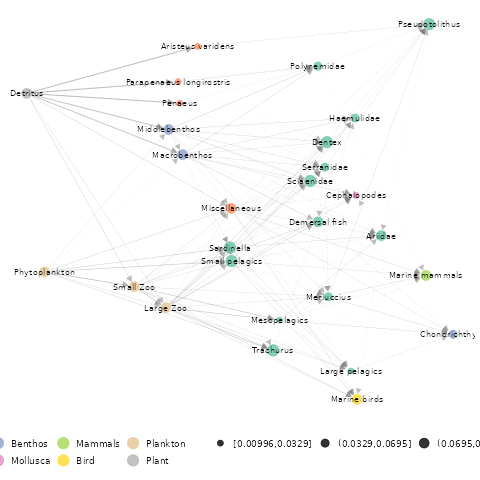 Pseupotolithus
Aristeus varidens
Polynemidae
Parapenaeus longirostris
Detritus
Penaeus
Haemulidae
Middlebenthos
Dentex
Macrobenthos
Serranidae
Sciaenidae
Cephalopodes
Miscellaneous
Demersal fish
Ariidae
Sardinella
Small pelagics
Phytoplankton
Marine mammals
Small Zoo
Merluccius
Large Zoo
Mesopelagics
Chondrichthy
Trachurus
Large pelagics
Marine birds
Benthos Mammals Plankton [0.00996,0.0329] (0.0329,0.0695] (0.0695,0
Mollusca Bird Plant